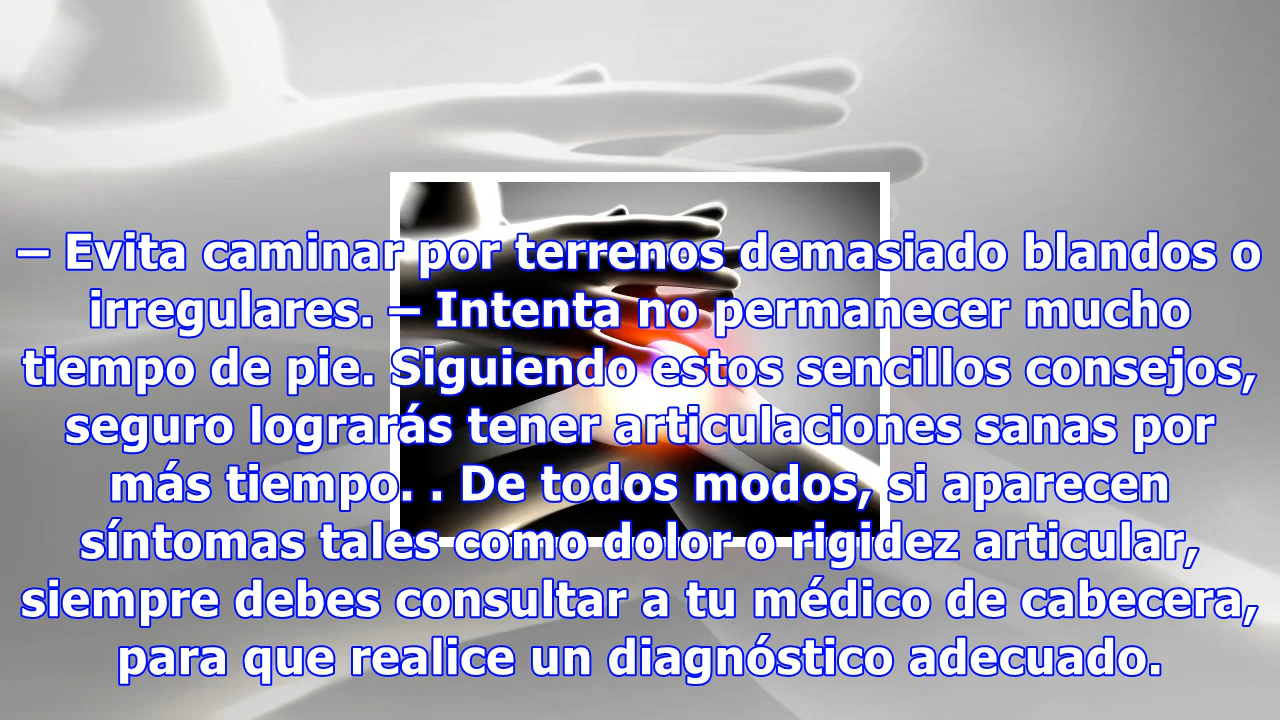 – Evita caminar por terrenos demasiado blandos o
irregulares. – Intenta no permanecer mucho
tiempo de pie. Siguiendo estos sencillos consejos,
seguro lograrás tener articulaciones sanas por
más tiempo. . De todos modos, si aparecen
síntomas tales como dolor o rigidez articular,
siempre debes consultar a tu médico de cabecera,
para que realice un diagnóstico adecuado.